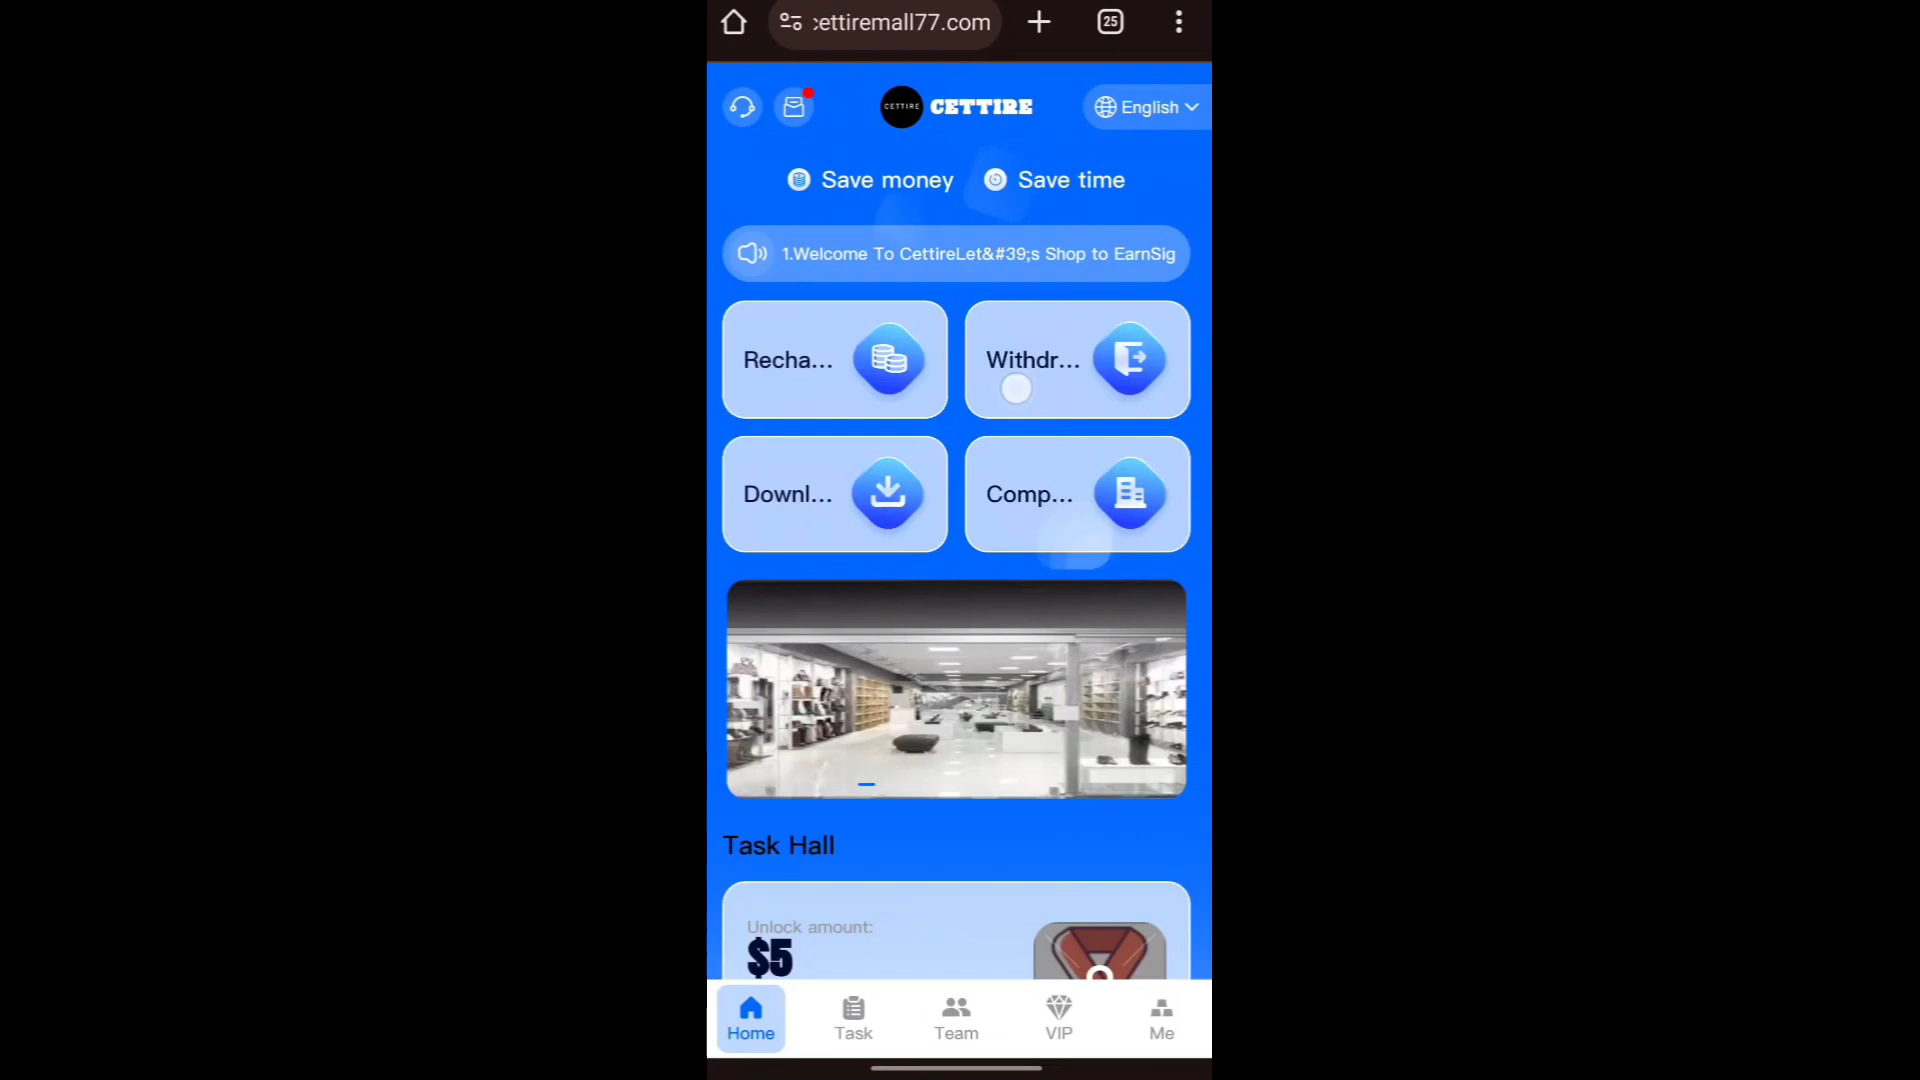 ettiremall77.com
25
CETTIRE
CETTIRE
English
Save money
Save time
1.Welcome To CettireLet&#39;s Shop to EarnSig
Recha...
Withdr...
Downl...
Comp...
Task Hall
Unlock amount:
$5
Home
Task
Team
VIP
Me